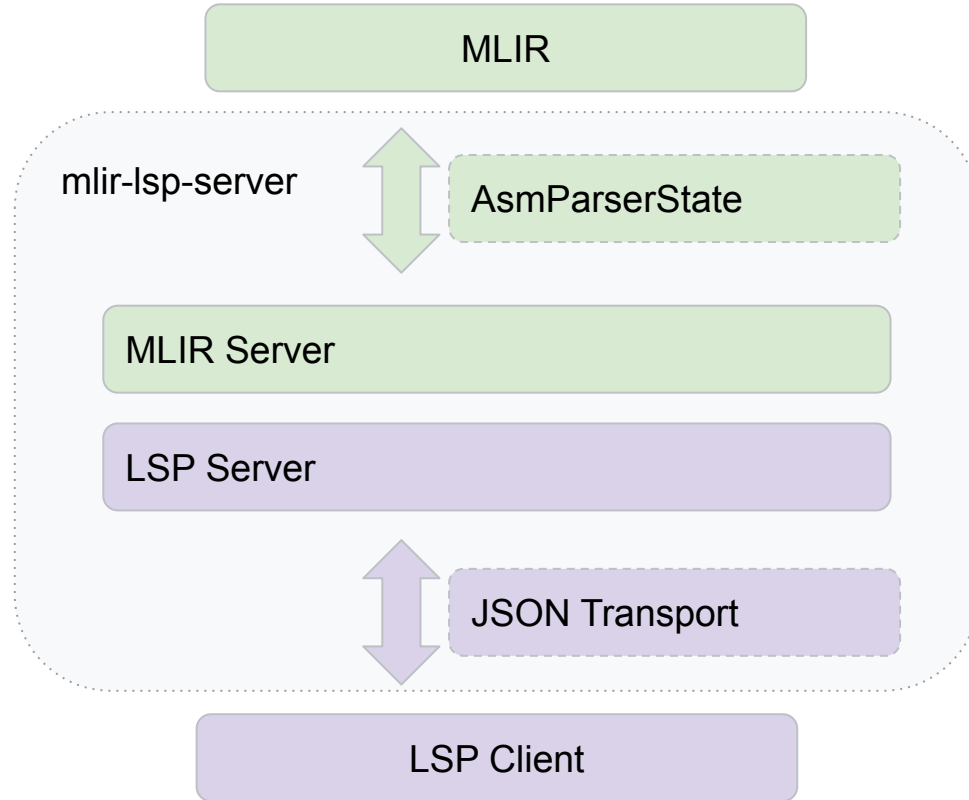 MLIR
mlir-lsp-server
AsmParserState
MLIR Server
LSP Server
JSON Transport
LSP Client